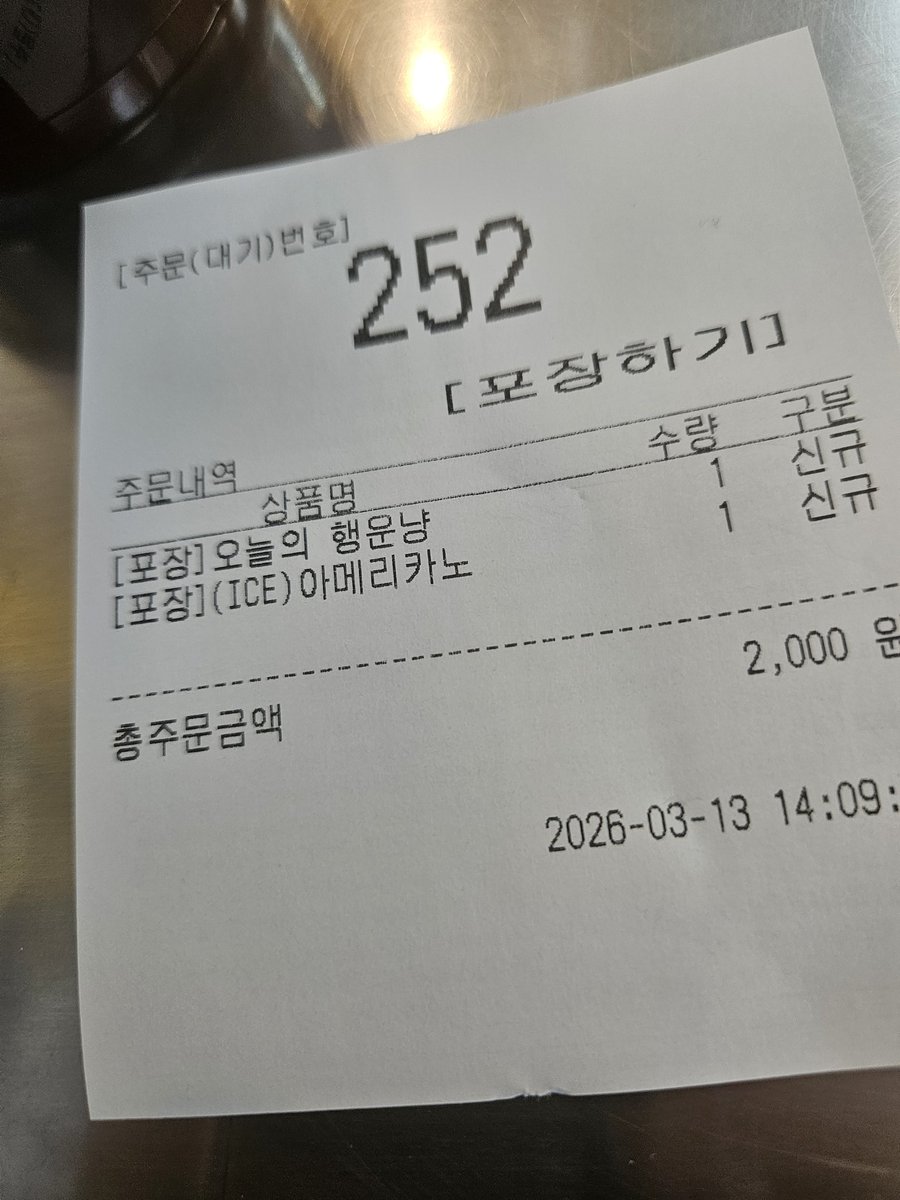 [주문(대기)번호]
252
[포장하기]
주문내역
상품명 수량 구분
[포장]오늘의 행운냥 1 신규
[포장](ICE)아메리카노 1 신규
총주문금액 2,000 원
2026-03-13 14:09: